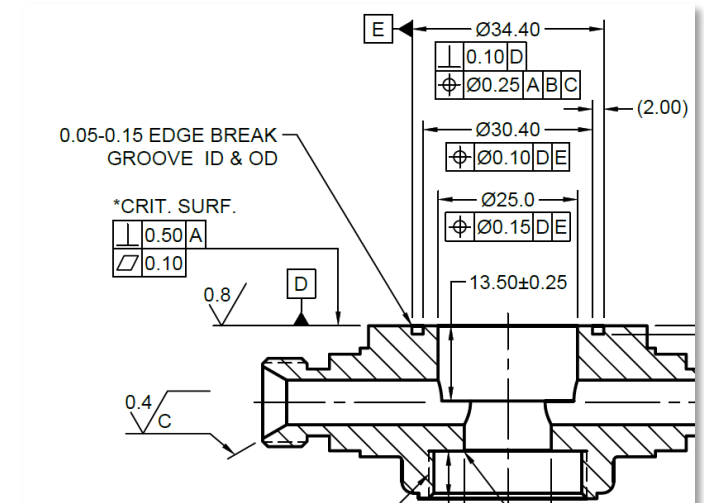 E
Ø34.40
⟂ 0.10 D
⌖ Ø0.25 A B C
(2.00)
0.05-0.15 EDGE BREAK
GROOVE ID & OD
Ø30.40
⌖ Ø0.10 D E
*CRIT. SURF.
⟂ 0.50 A
⏥ 0.10
Ø25.0
⌖ Ø0.15 D E
0.8
D
13.50±0.25
0.4
C